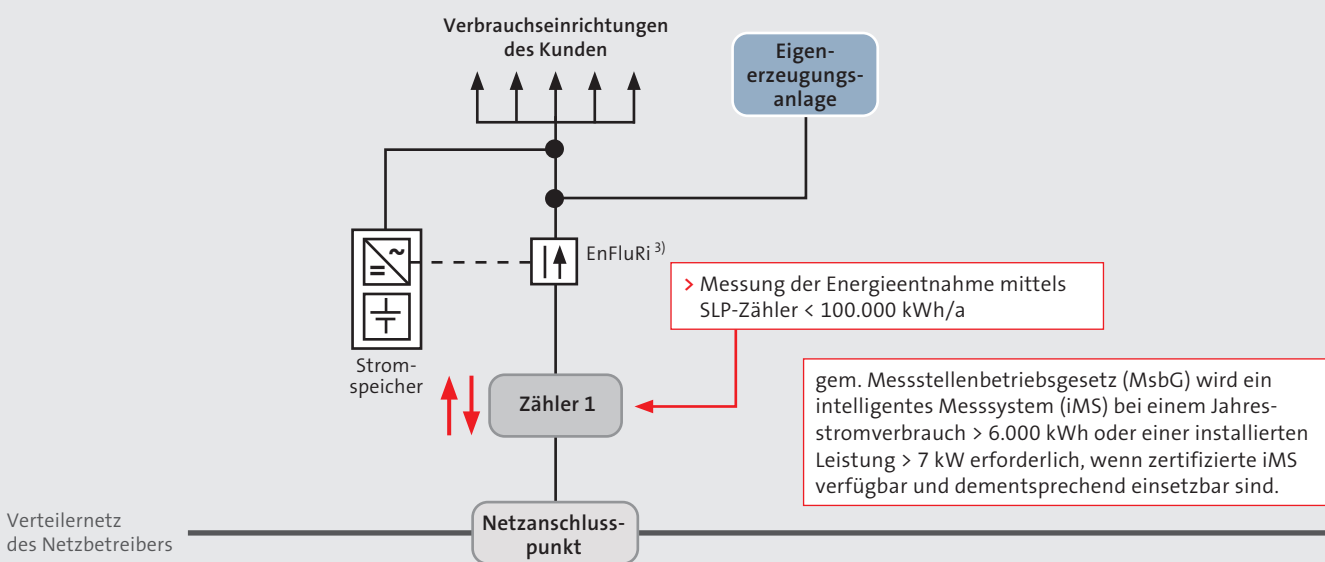 Verbrauchseinrichtungen
des Kunden
Eigen-
erzeugungs-
anlage
EnFluRi 3)
> Messung der Energieentnahme mittels
SLP-Zähler < 100.000 kWh/a
Strom-
speicher
Zähler 1
gem. Messstellenbetriebsgesetz (MsbG) wird ein
intelligentes Messsystem (iMS) bei einem Jahres-
stromverbrauch > 6.000 kWh oder einer installierten
Leistung > 7 kW erforderlich, wenn zertifizierte iMS
verfügbar und dementsprechend einsetzbar sind.
Verteilernetz
des Netzbetreibers
Netzanschluss-
punkt